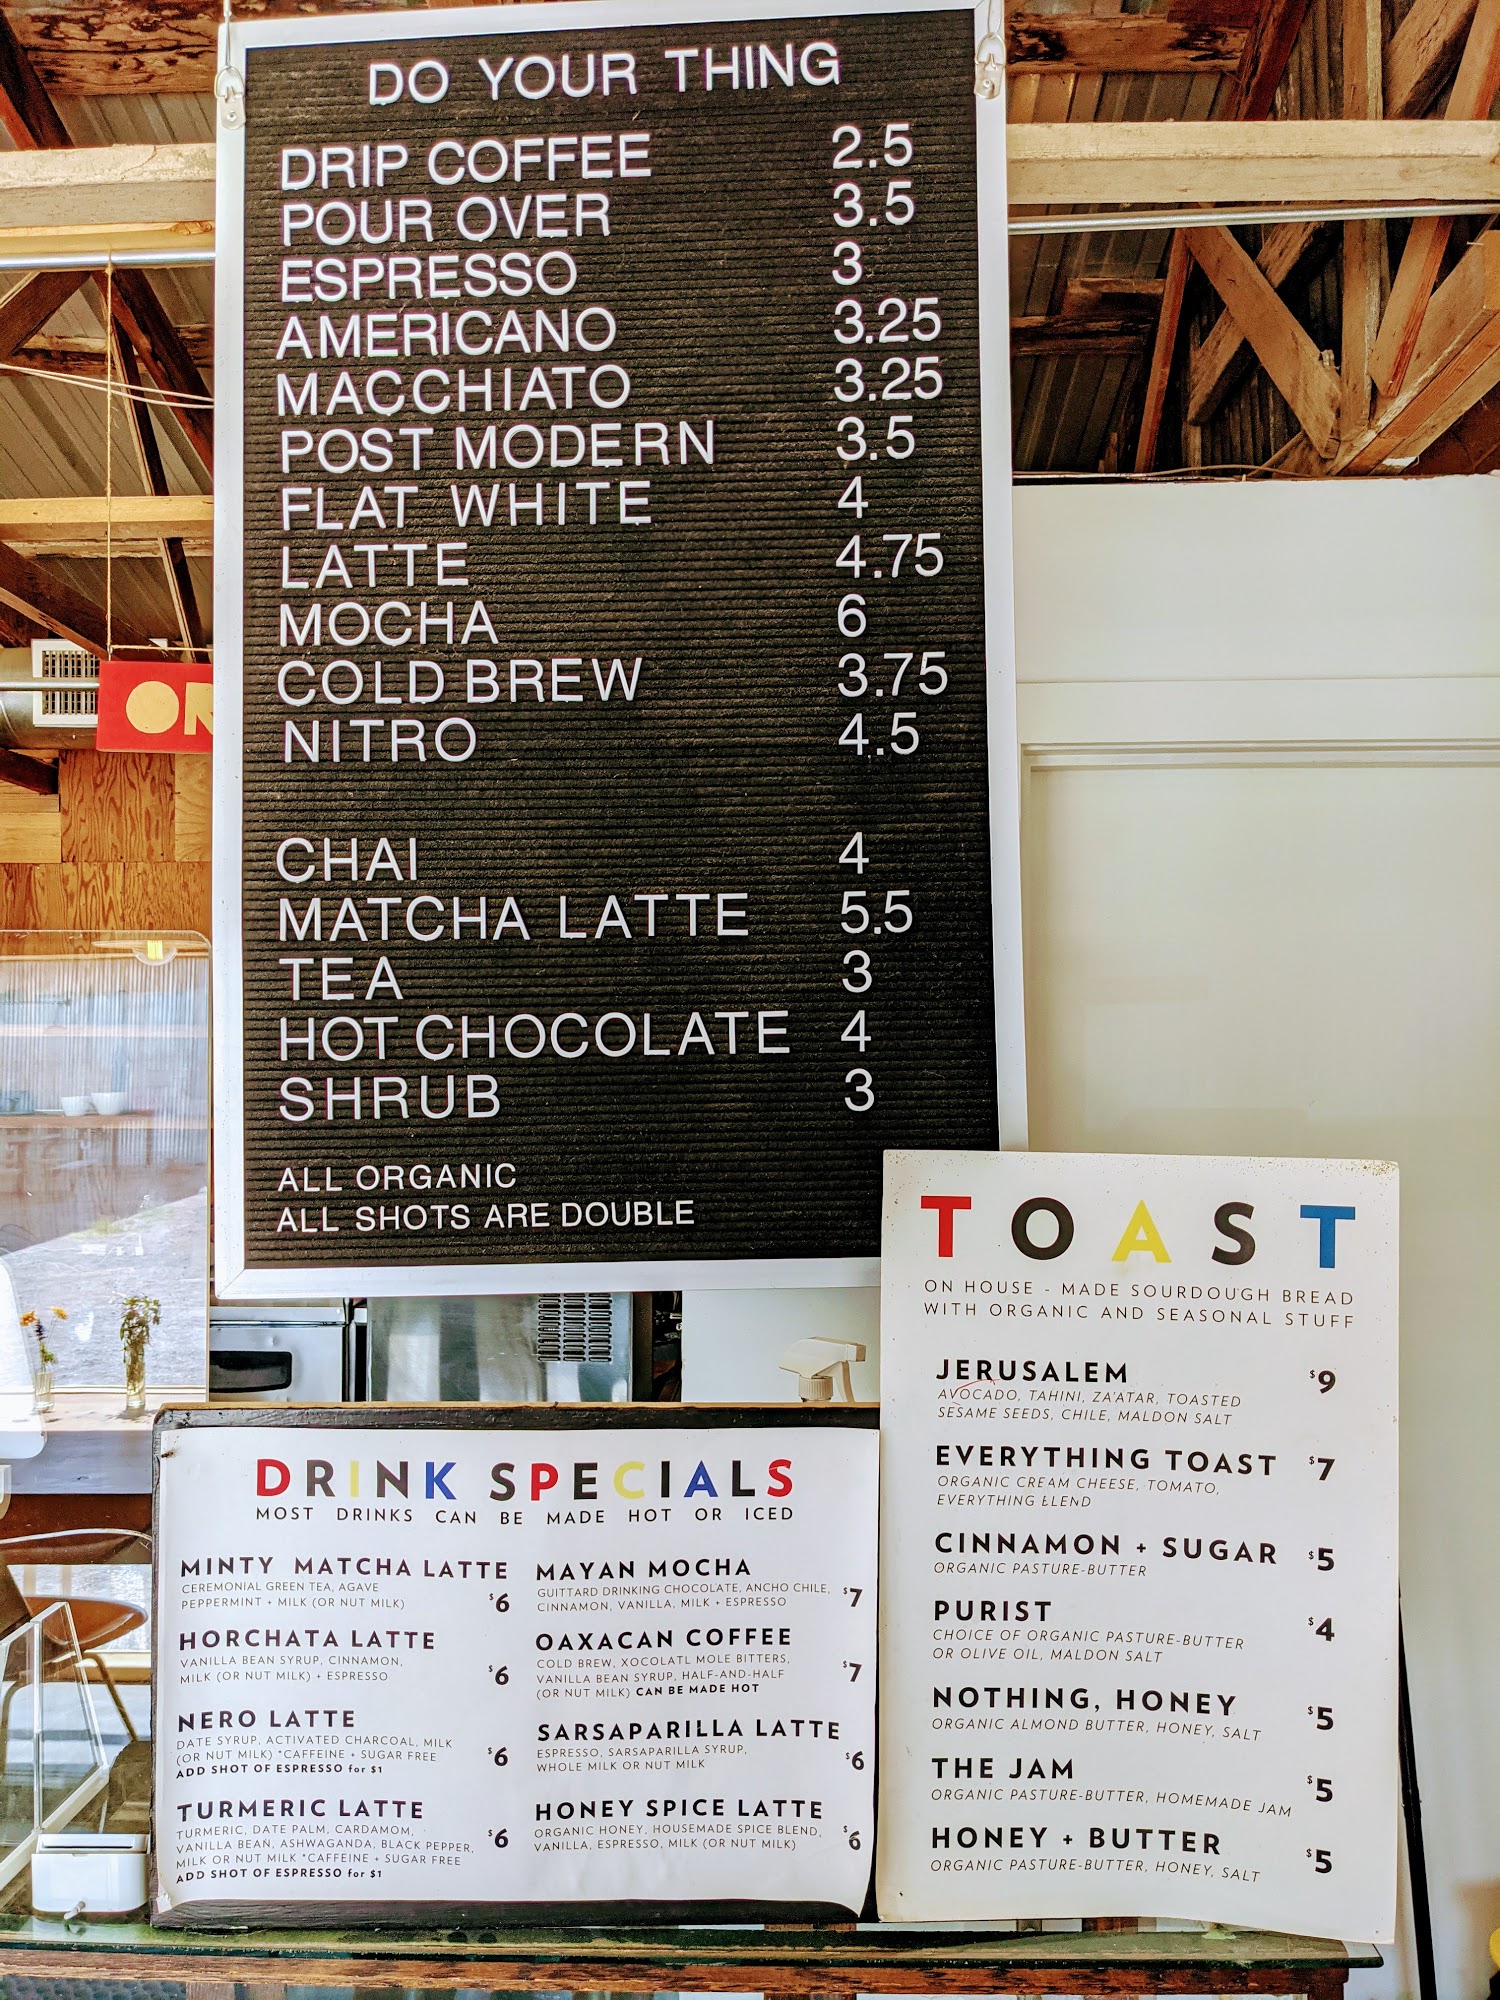 DO YOUR THING
DRIP COFFEE 2.5
POUR OVER 3.5
ESPRESSO 3
AMERICANO 3.25
MACCHIATO 3.25
POST MODERN 3.5
FLAT WHITE 4
LATTE 4.75
MOCHA 6
COLD BREW 3.75
NITRO 4.5
CHAI 4
MATCHA LATTE 5.5
TEA 3
HOT CHOCOLATE 4
SHRUB 3
ALL ORGANIC
ALL SHOTS ARE DOUBLE
ON
DRINK SPECIALS
MOST DRINKS CAN BE MADE HOT OR ICED
MINTY MATCHA LATTE
CEREMONIAL GREEN TEA, AGAVE
PEPPERMINT + MILK (OR NUT MILK) $6
HORCHATA LATTE
VANILLA BEAN SYRUP, CINNAMON,
MILK (OR NUT MILK) + ESPRESSO $6
NERO LATTE
DATE SYRUP, ACTIVATED CHARCOAL, MILK
(OR NUT MILK) *CAFFEINE + SUGAR FREE $6
ADD SHOT OF ESPRESSO for $1
TURMERIC LATTE
TURMERIC, DATE PALM, CARDAMOM, $6
VANILLA BEAN, ASHWAGANDA, BLACK PEPPER,
MILK OR NUT MILK *CAFFEINE + SUGAR FREE
ADD SHOT OF ESPRESSO for $1
MAYAN MOCHA
GUITTARD DRINKING CHOCOLATE, ANCHO CHILE, $7
CINNAMON, VANILLA, MILK + ESPRESSO
OAXACAN COFFEE
COLD BREW, XOCOLATL MOLE BITTERS,
VANILLA BEAN SYRUP, HALF-AND-HALF $7
(OR NUT MILK) CAN BE MADE HOT
SARSAPARILLA LATTE
ESPRESSO, SARSAPARILLA SYRUP,
WHOLE MILK OR NUT MILK $6
HONEY SPICE LATTE
ORGANIC HONEY, HOUSEMADE SPICE BLEND, $6
VANILLA, ESPRESSO, MILK (OR NUT MILK)
TOAST
ON HOUSE - MADE SOURDOUGH BREAD
WITH ORGANIC AND SEASONAL STUFF
JERUSALEM $9
AVOCADO, TAHINI, ZA'ATAR, TOASTED
SESAME SEEDS, CHILE, MALDON SALT
EVERYTHING TOAST $7
ORGANIC CREAM CHEESE, TOMATO,
EVERYTHING BLEND
CINNAMON + SUGAR $5
ORGANIC PASTURE-BUTTER
PURIST $4
CHOICE OF ORGANIC PASTURE-BUTTER
OR OLIVE OIL, MALDON SALT
NOTHING, HONEY $5
ORGANIC ALMOND BUTTER, HONEY, SALT
THE JAM $5
ORGANIC PASTURE-BUTTER, HOMEMADE JAM
HONEY + BUTTER $5
ORGANIC PASTURE-BUTTER, HONEY, SALT